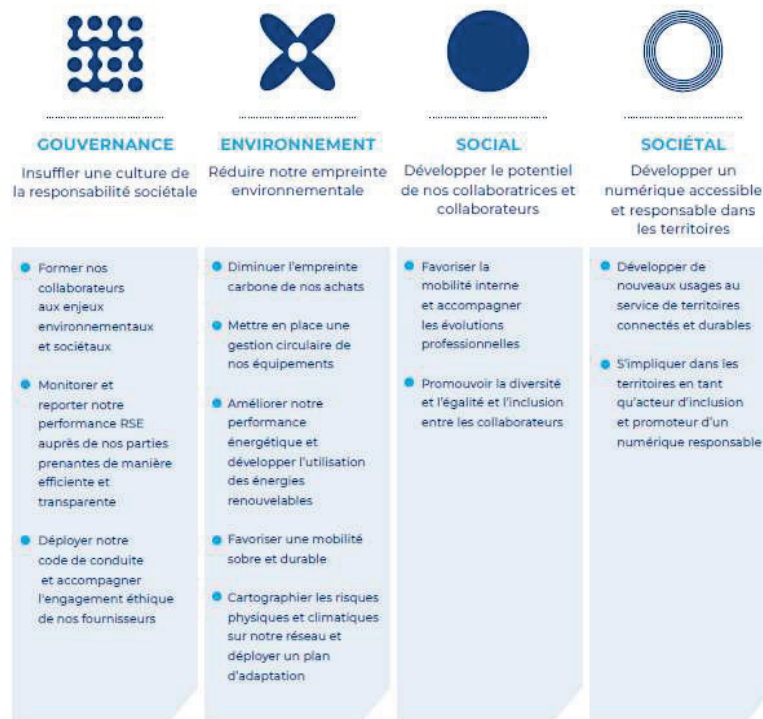 GOUVERNANCE
Insuffler une culture de
la responsabilité sociétale
Former nos
collaborateurs
aux enjeux
environnementaux
et sociétaux
Monitorer et
reporter notre
performance RSE
auprès de nos parties
prenantes de manière
efficiente et
transparente
Déployer notre
code de conduite
et accompagner
l'engagement éthique
de nos fournisseurs
ENVIRONNEMENT
Réduire notre empreinte
environnementale
Diminuer l'empreinte
carbone de nos achats
Mettre en place une
gestion circulaire de
nos équipements
Améliorer notre
performance
énergétique et
développer l'utilisation
des énergies
renouvelables
Favoriser une mobilité
sobre et durable
Cartographier les risques
physiques et climatiques
sur notre réseau et
déployer un plan
d'adaptation
SOCIAL
Développer le potentiel
de nos collaboratrices et
collaborateurs
Favoriser la
mobilité interne
et accompagner
les évolutions
professionnelles
Promouvoir la diversité
et l'égalité et l'inclusion
entre les collaborateurs
SOCIÉTAL
Développer un
numérique accessible
et responsable dans
les territoires
Développer de
nouveaux usages au
service de territoires
connectés et durables
S'impliquer dans les
territoires en tant
qu'acteur d'inclusion
et promoteur d'un
numérique responsable